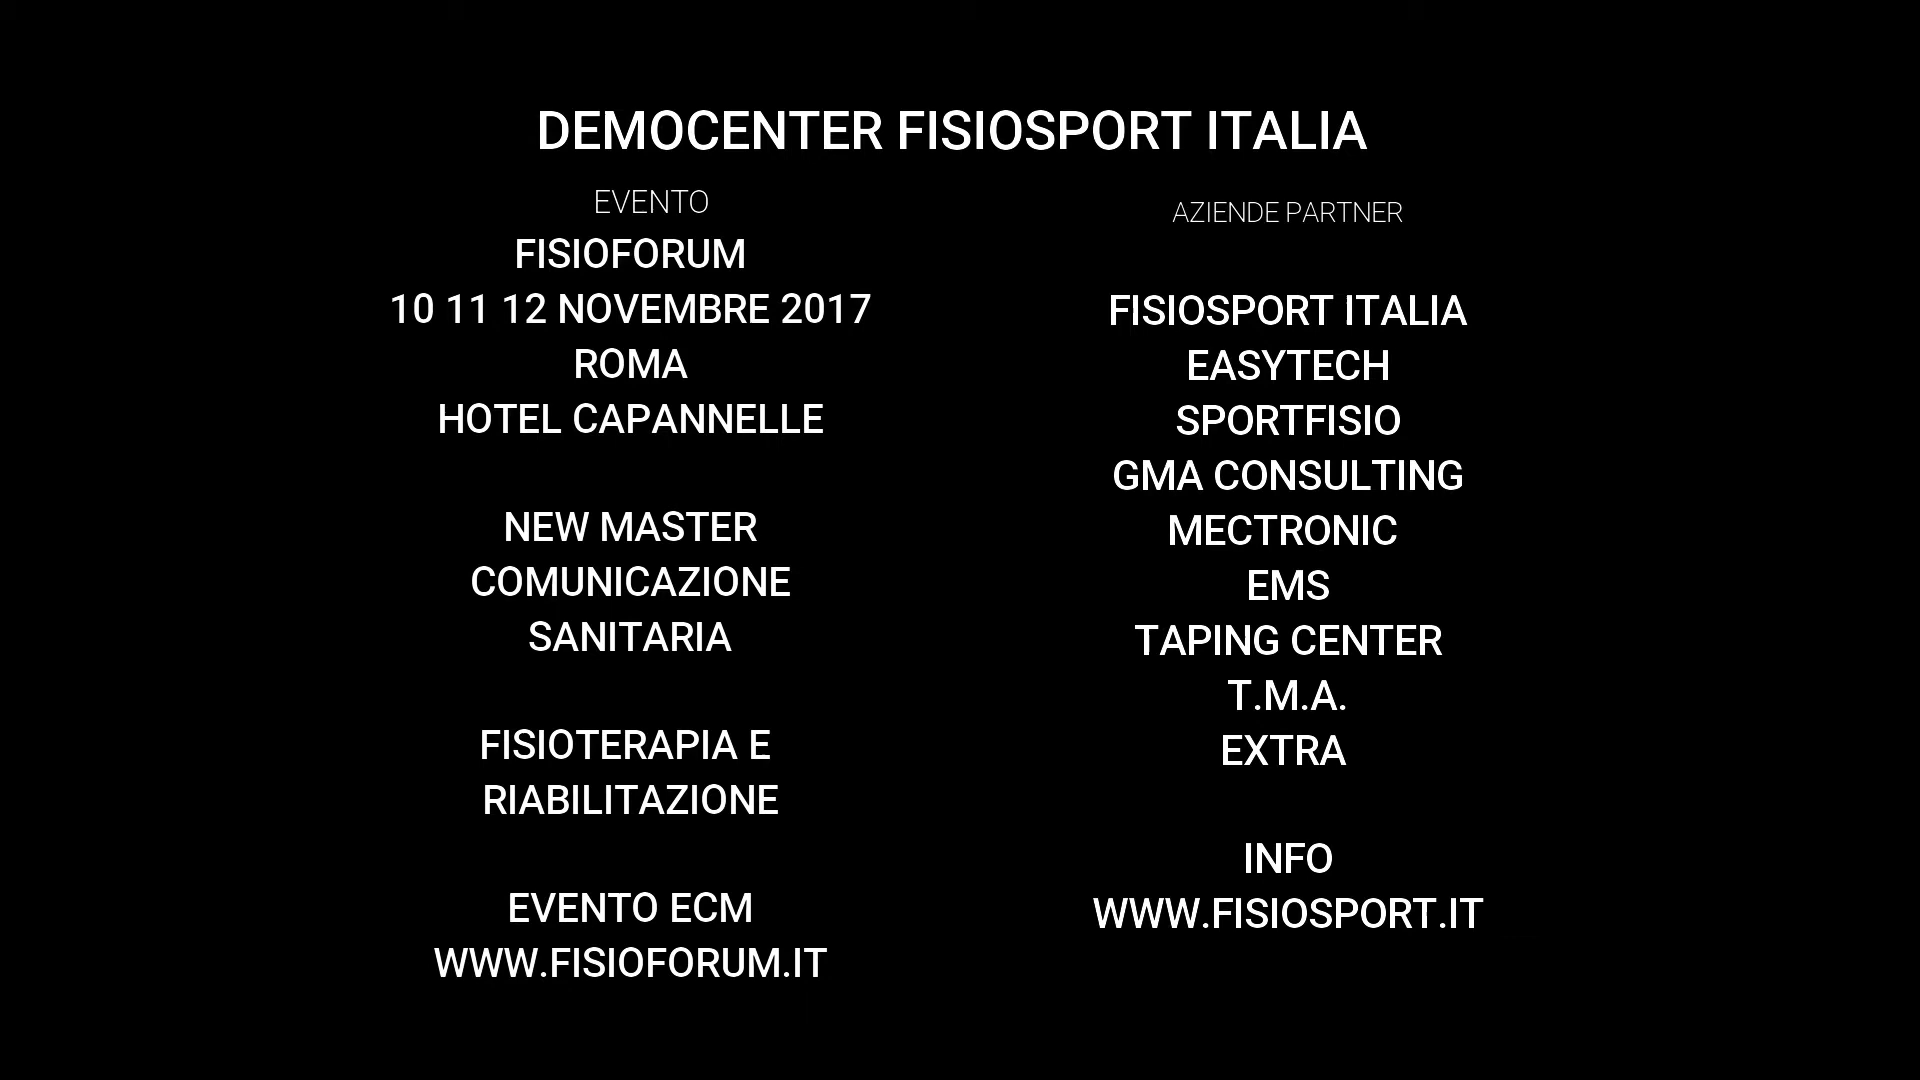 DEMOCENTER FISIOSPORT ITALIA
EVENTO
FISIOFORUM
10 11 12 NOVEMBRE 2017
ROMA
HOTEL CAPANNELLE
NEW MASTER
COMUNICAZIONE
SANITARIA
FISIOTERAPIA E
RIABILITAZIONE
EVENTO ECM
WWW.FISIOFORUM.IT
AZIENDE PARTNER
FISIOSPORT ITALIA
EASYTECH
SPORTFISIO
GMA CONSULTING
MECTRONIC
EMS
TAPING CENTER
T.M.A.
EXTRA
INFO
WWW.FISIOSPORT.IT